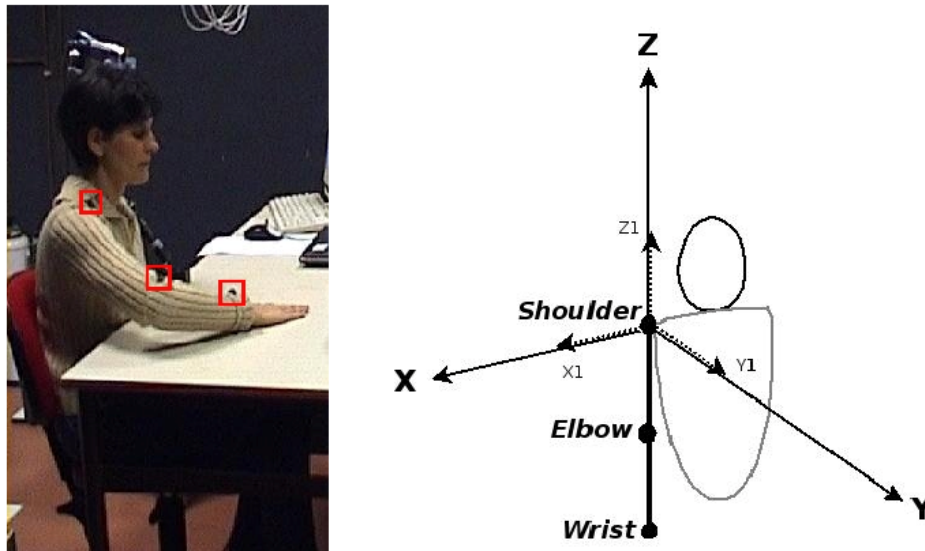 Z
Z1
Shoulder
X1
Y1
X
Elbow
Y
Wrist